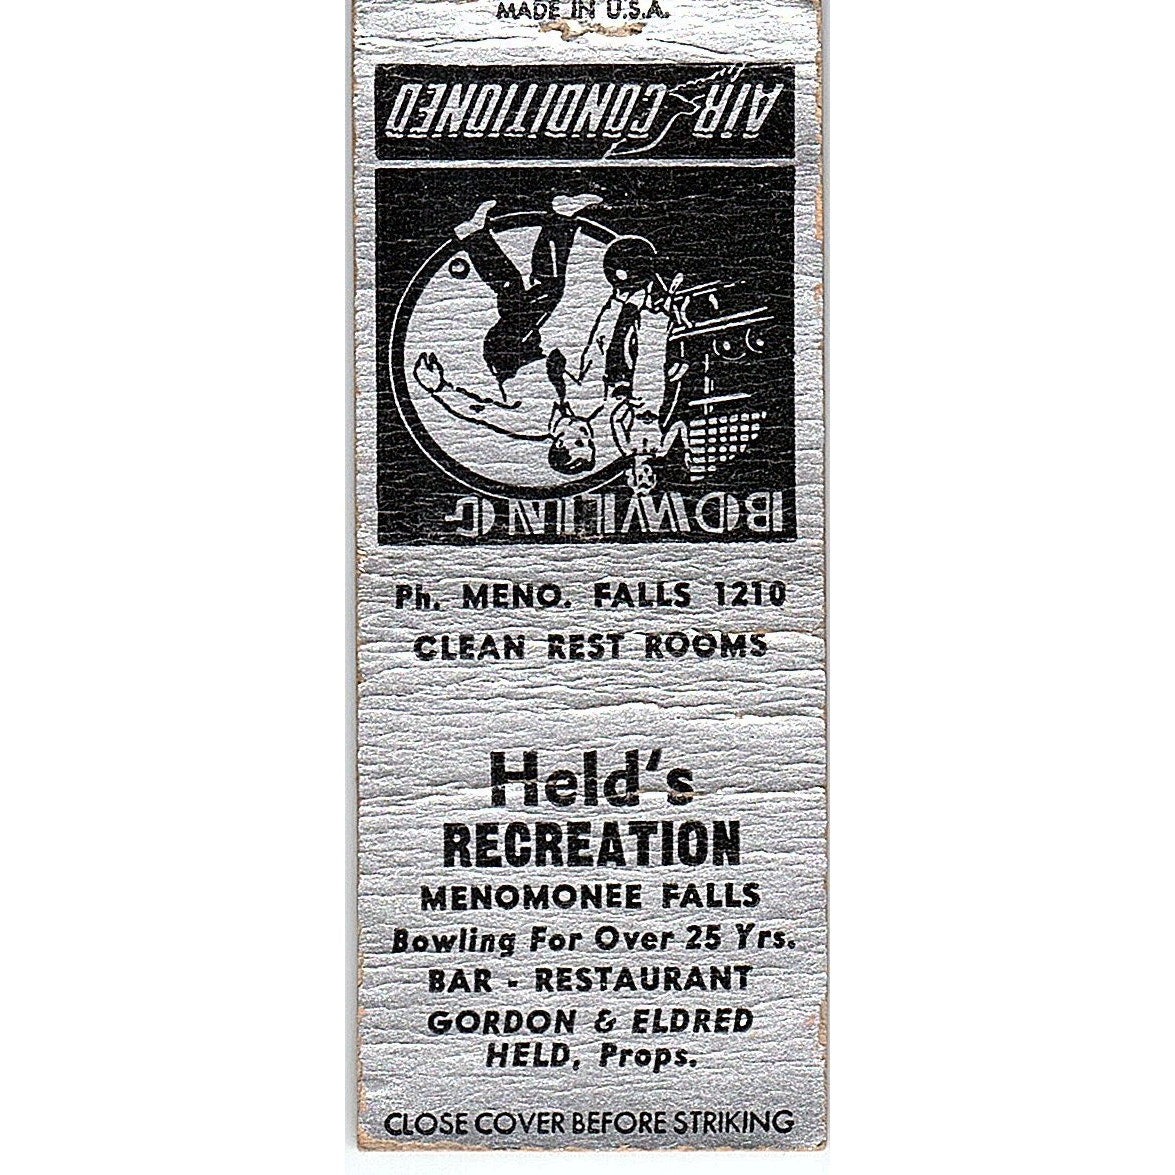 MADE IN U.S.A.
AIR-CONDITIONED
BOWLING
Ph. MENO. FALLS 1210
CLEAN REST ROOMS
Held's
RECREATION
MENOMONEE FALLS
Bowling For Over 25 Yrs.
BAR - RESTAURANT
GORDON & ELDRED
HELD, Props.
CLOSE COVER BEFORE STRIKING